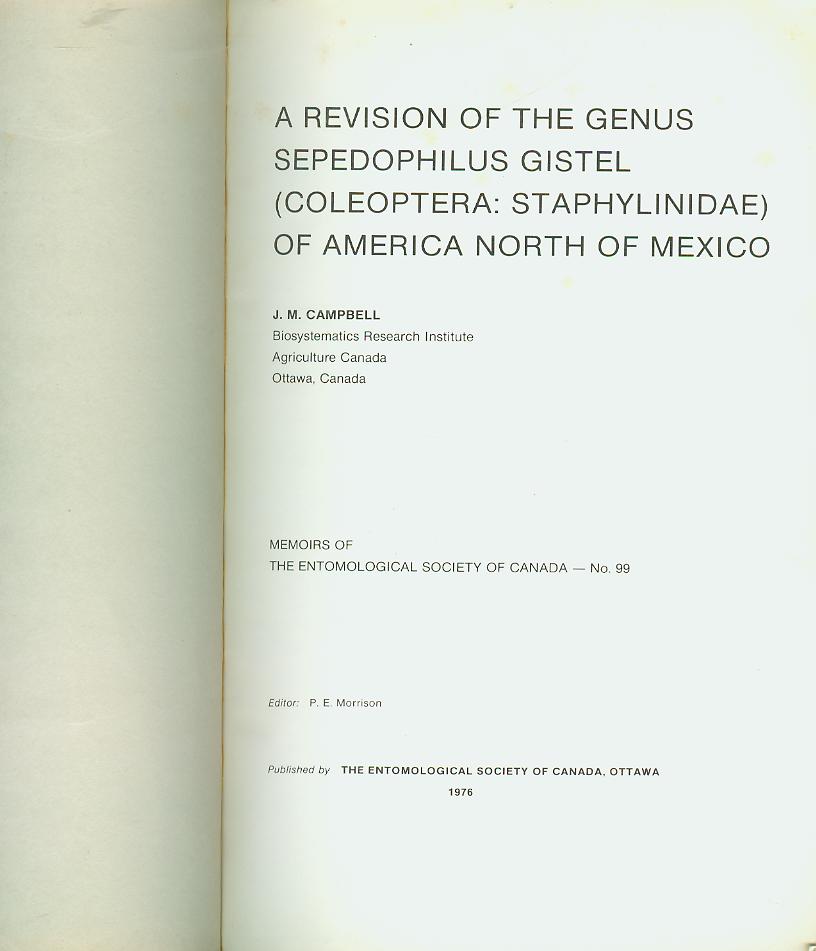 A REVISION OF THE GENUS
SEPEDOPHILUS GISTEL
(COLEOPTERA: STAPHYLINIDAE)
OF AMERICA NORTH OF MEXICO
J. M. CAMPBELL
Biosystematics Research Institute
Agriculture Canada
Ottawa, Canada
MEMOIRS OF
THE ENTOMOLOGICAL SOCIETY OF CANADA — No. 99
Editor: P. E. Morrison
Published by THE ENTOMOLOGICAL SOCIETY OF CANADA, OTTAWA
1976